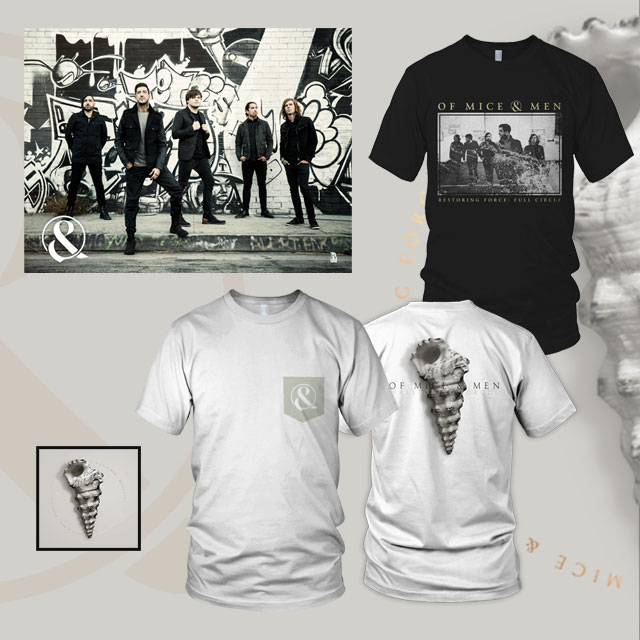 OF MICE & MEN
RESTORING FORCE: FULL CIRCLE
&
&
OF MICE & MEN
MICE &